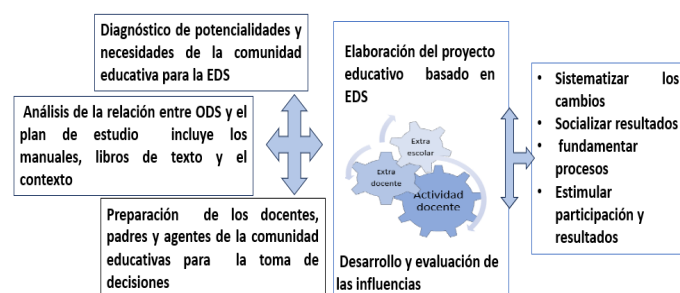 Diagnóstico de potencialidades y
necesidades de la comunidad
educativa para la EDS
Análisis de la relación entre ODS y el
plan de estudio incluye los
manuales, libros de texto y el
contexto
Preparación de los docentes,
padres y agentes de la comunidad
educativas para la toma de
decisiones
Elaboración del proyecto
educativo basado en
EDS
Extra
escolar
Extra
docente
Actividad
docente
Desarrollo y evaluación de
las influencias
• Sistematizar los
cambios
• Socializar resultados
• fundamentar
procesos
• Estimular
participación y
resultados